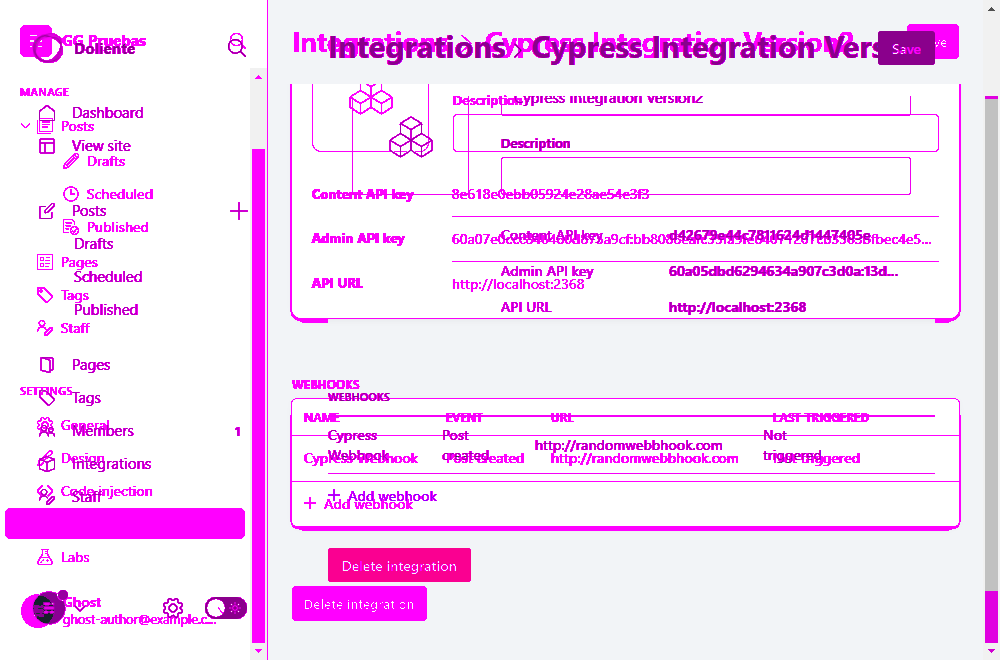 GG Pruebas
Doliente
Integrations > Cypress Integration Version2
Integrations > Cypress Integration Vers
Save
MANAGE
Dashboard
Posts
View site
Drafts
Scheduled
Posts
Published
Drafts
Pages
Scheduled
Tags
Published
Staff
Pages
SETTINGS
Tags
General
Members 1
Design
Integrations
Code injection
Staff
Labs
Ghost
ghost-author@example.c...
Description
Cypress Integration Version2
Description
Content API key
8e618e0ebb05924e28ae54e3f3
Content API key
Admin API key
Admin API key 60a05dbd6294634a907c3d0a:13d...
API URL http://localhost:2368
API URL http://localhost:2368
WEBHOOKS
WEBHOOKS
NAME EVENT URL LAST TRIGGERED
Cypress Webhook Post created http://randomwebbhook.com Not triggered
Cypress Webhook Post created http://randomwebbhook.com Not triggered
+ Add webhook
+ Add webhook
Delete integration
Delete integration